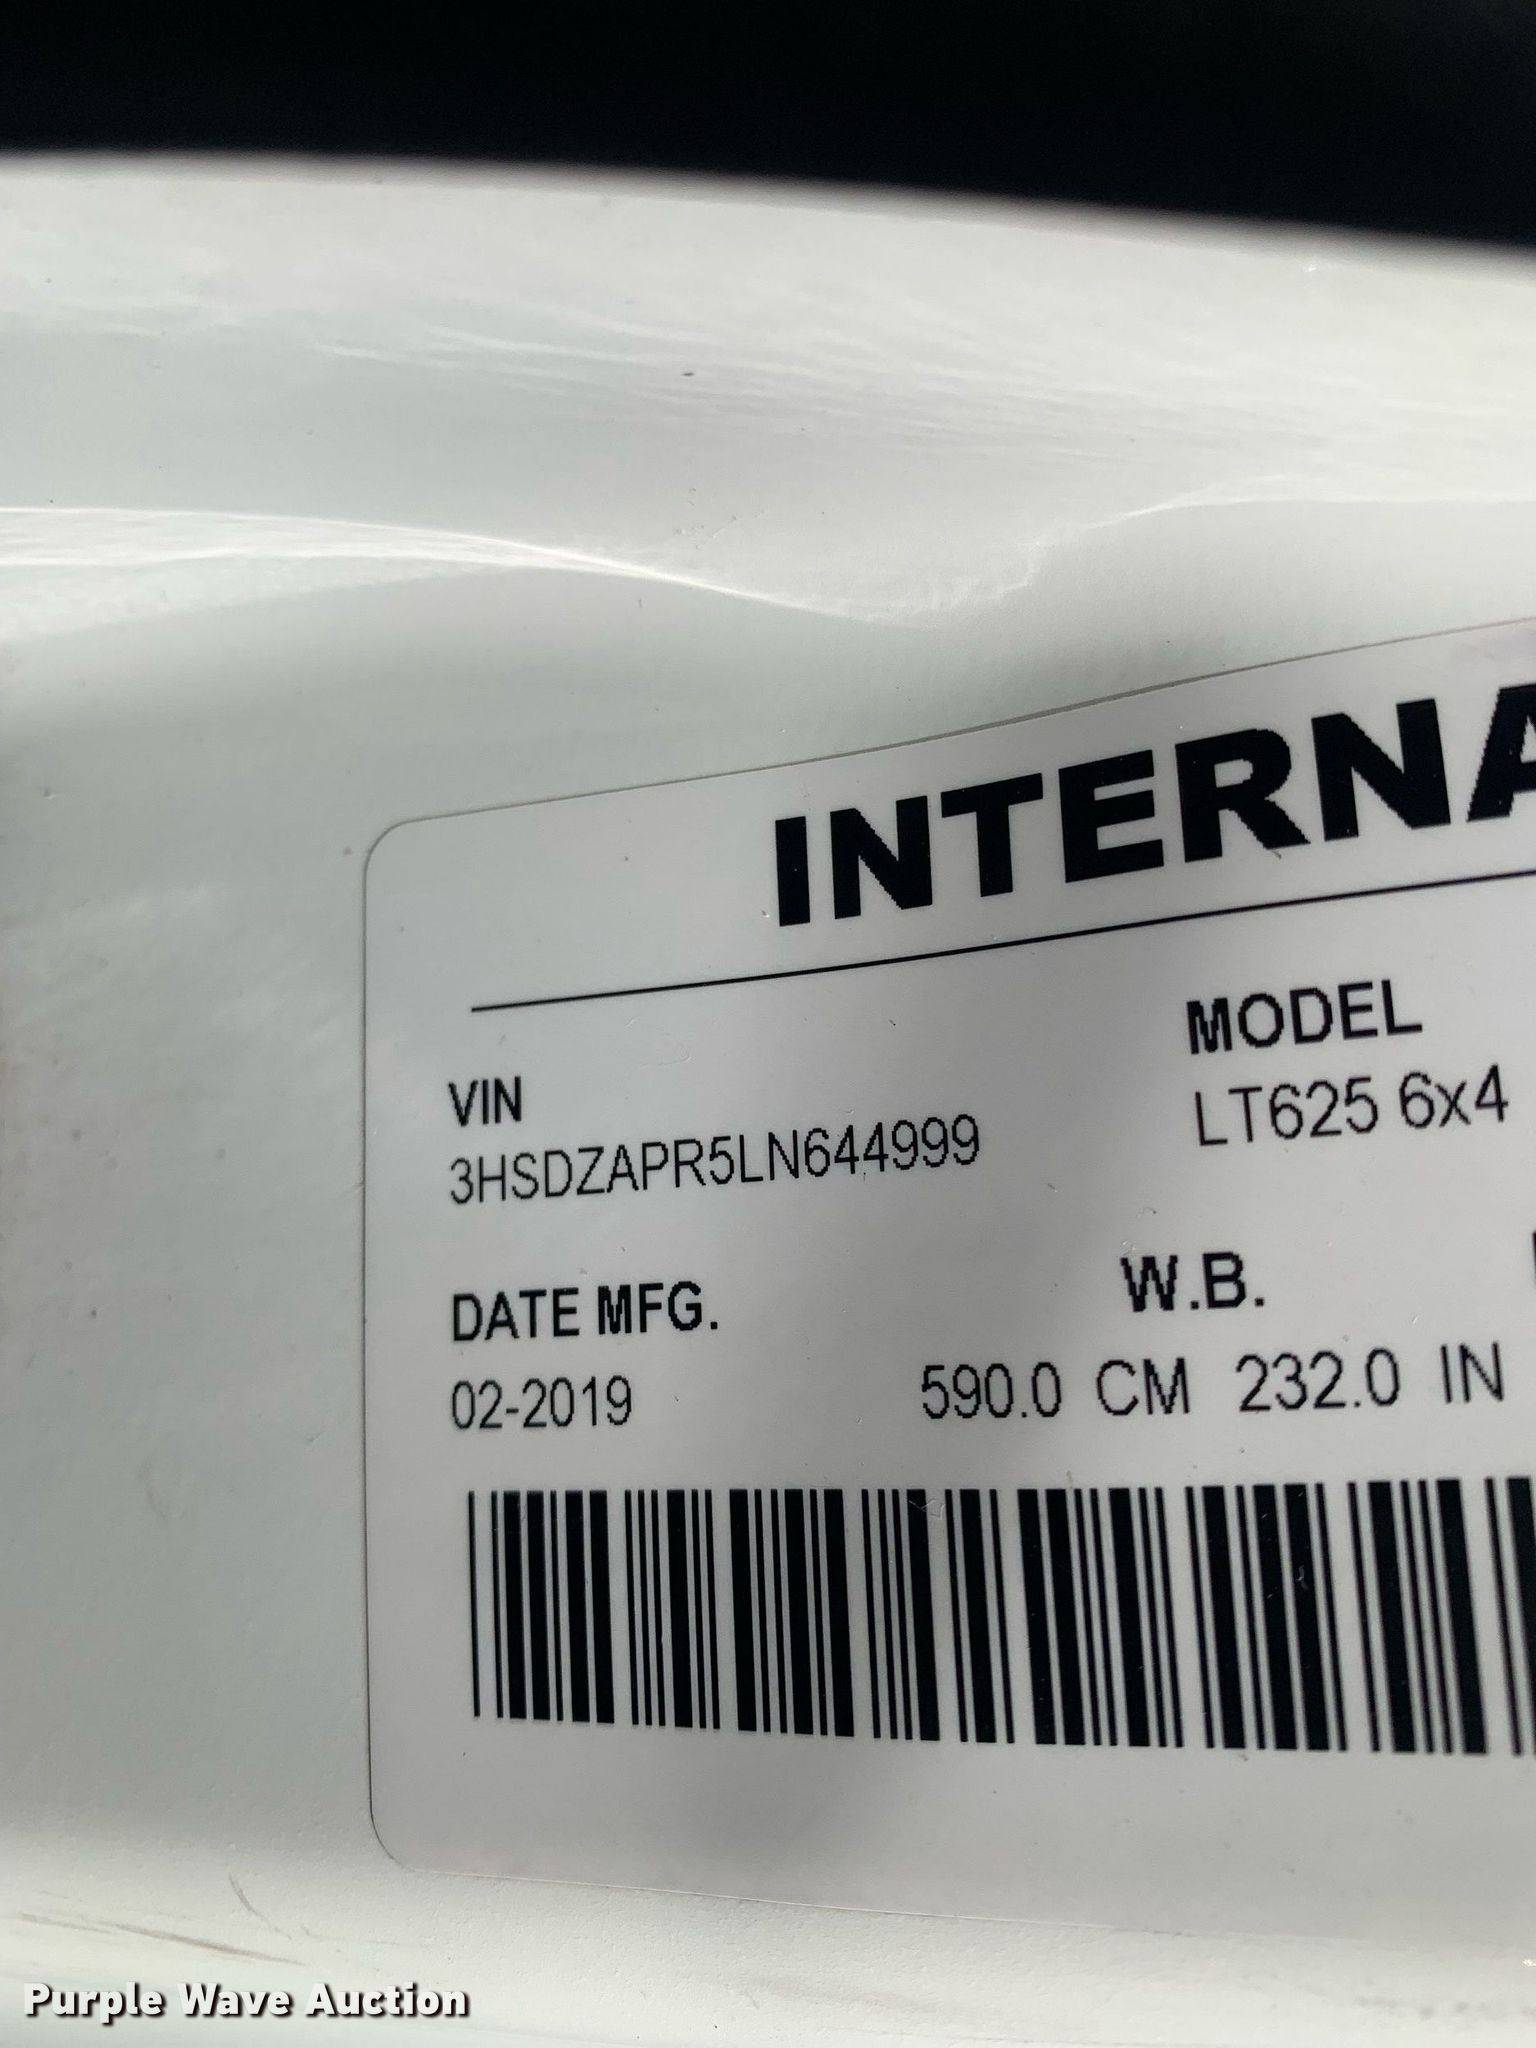 INTERNA
VIN
MODEL
3HSDZAPR5LN644999
LT625 6x4
DATE MFG.
W.B.
02-2019
590.0 CM 232.0 IN
Purple Wave Auction